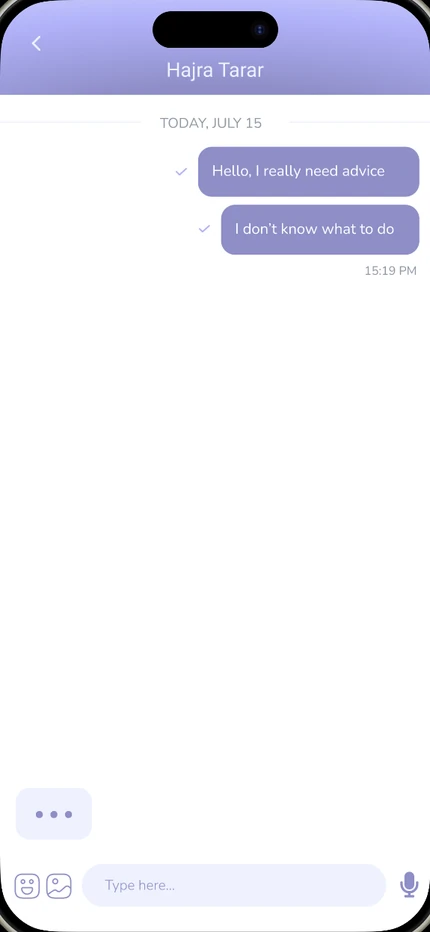 Hajra Tarar
TODAY, JULY 15
Hello, I really need advice
I don’t know what to do
15:19 PM
Type here...